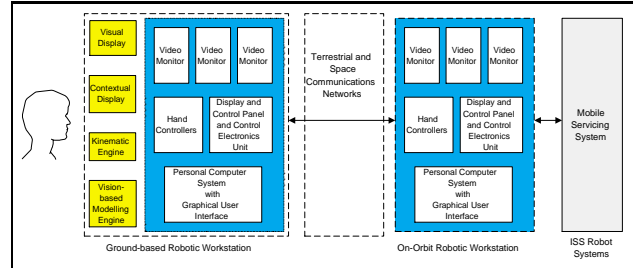 Visual
Display
Contextual
Display
Kinematic
Engine
Vision-
based
Modelling
Engine
Video
Monitor
Video
Monitor
Video
Monitor
Hand
Controllers
Display and
Control Panel
and Control
Electronics
Unit
Personal Computer
System
with
Graphical User
Interface
Ground-based Robotic Workstation
Terrestrial and
Space
Communications
Networks
Video
Monitor
Video
Monitor
Video
Monitor
Hand
Controllers
Display and
Control Panel
and Control
Electronics
Unit
Personal Computer
System
with
Graphical User
Interface
On-Orbit Robotic Workstation
Mobile
Servicing
System
ISS Robot
Systems